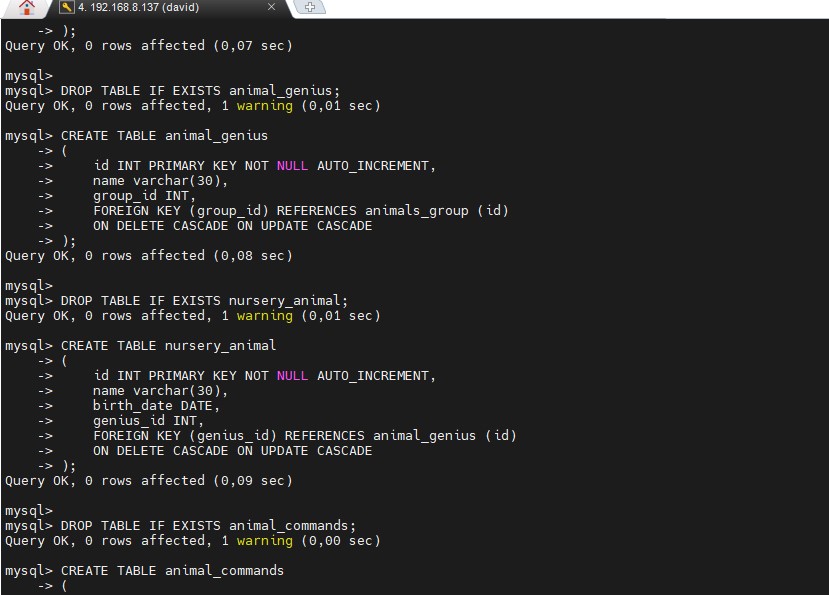 4. 192.168.8.137 (david)
-> );
Query OK, 0 rows affected (0,07 sec)
mysql>
mysql> DROP TABLE IF EXISTS animal_genius;
Query OK, 0 rows affected, 1 warning (0,01 sec)
mysql> CREATE TABLE animal_genius
-> (
->     id INT PRIMARY KEY NOT NULL AUTO_INCREMENT,
->     name varchar(30),
->     group_id INT,
->     FOREIGN KEY (group_id) REFERENCES animals_group (id)
->     ON DELETE CASCADE ON UPDATE CASCADE
-> );
Query OK, 0 rows affected (0,08 sec)
mysql>
mysql> DROP TABLE IF EXISTS nursery_animal;
Query OK, 0 rows affected, 1 warning (0,01 sec)
mysql> CREATE TABLE nursery_animal
-> (
->     id INT PRIMARY KEY NOT NULL AUTO_INCREMENT,
->     name varchar(30),
->     birth_date DATE,
->     genius_id INT,
->     FOREIGN KEY (genius_id) REFERENCES animal_genius (id)
->     ON DELETE CASCADE ON UPDATE CASCADE
-> );
Query OK, 0 rows affected (0,09 sec)
mysql>
mysql> DROP TABLE IF EXISTS animal_commands;
Query OK, 0 rows affected, 1 warning (0,00 sec)
mysql> CREATE TABLE animal_commands
-> (